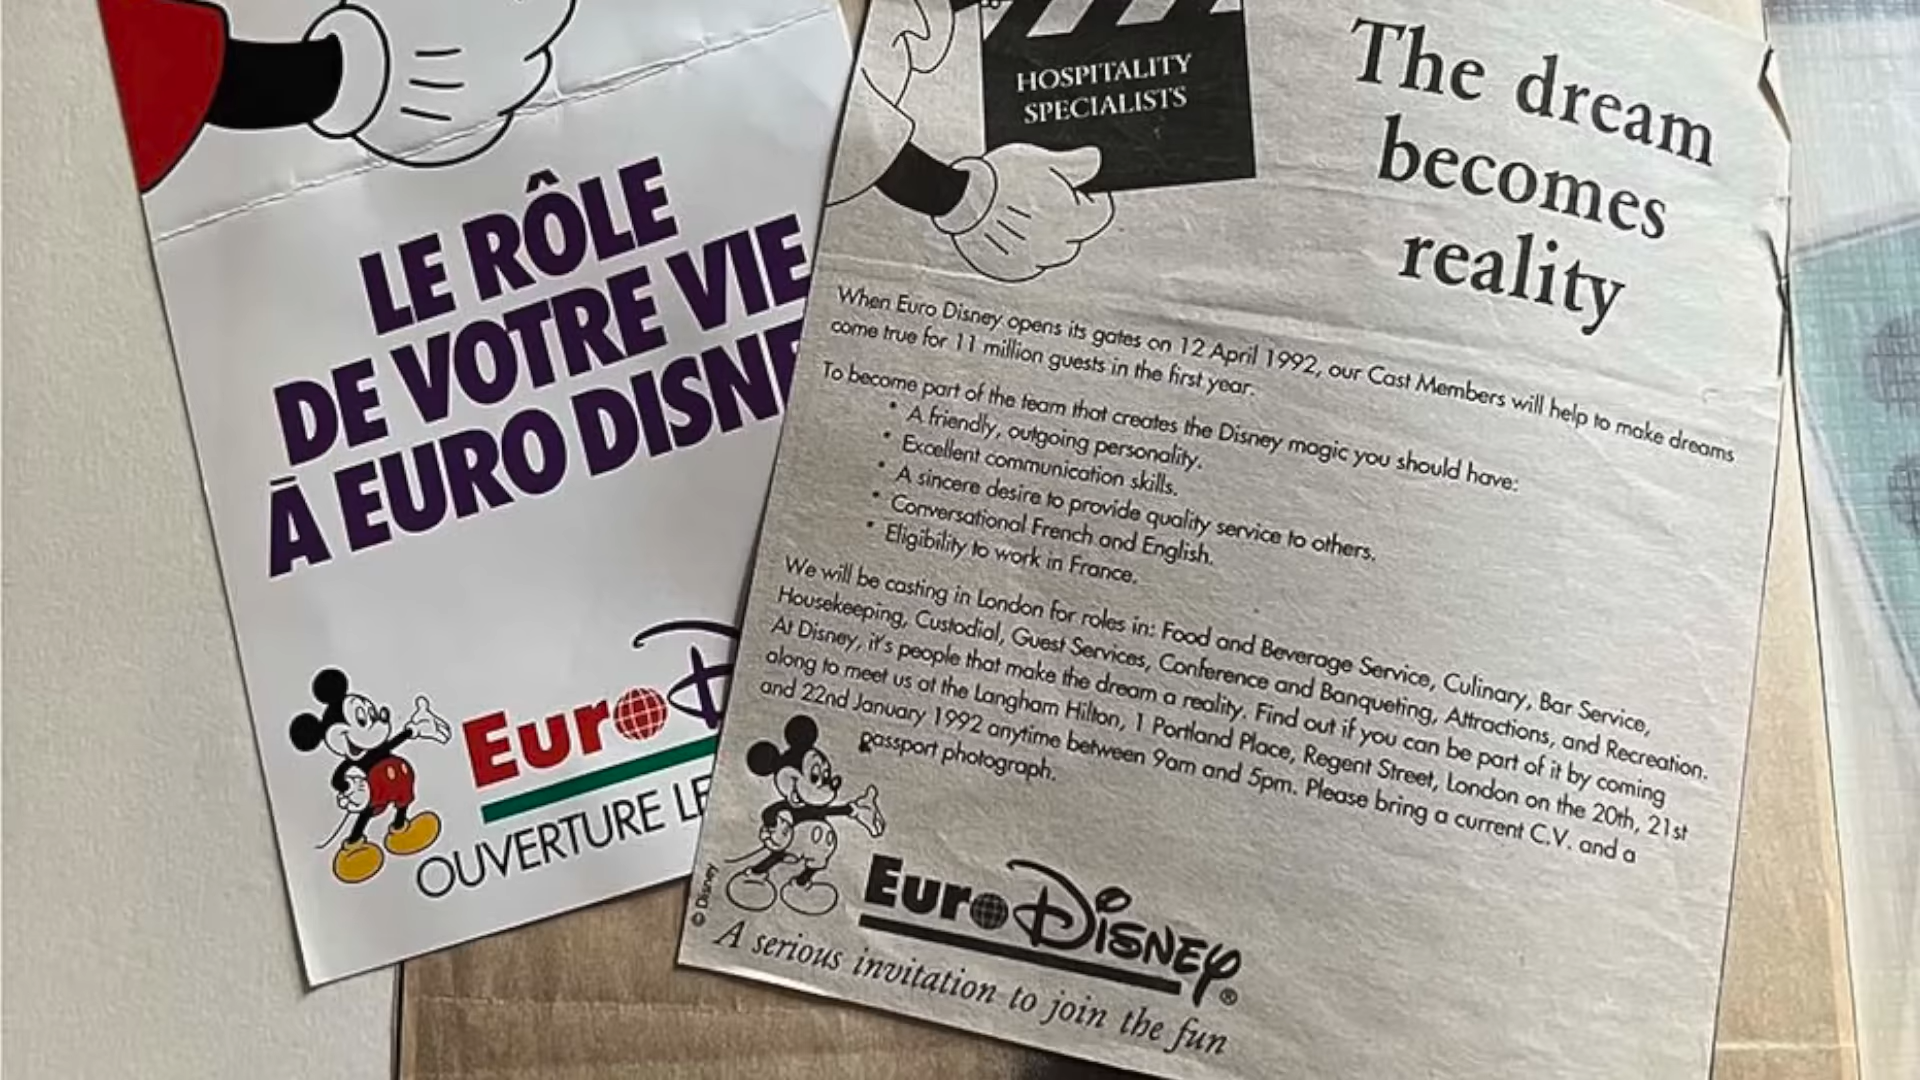 LE RÔLE
DE VOTRE VIE
À EURO DISNE
Euro D
OUVERTURE LE
HOSPITALITY
SPECIALISTS
The dream
becomes
reality
When Euro Disney opens its gates on 12 April 1992, our Cast Members will help to make dreams
come true for 11 million guests in the first year.
To become part of the team that creates the Disney magic you should have:
• A friendly, outgoing personality.
• Excellent communication skills.
• A sincere desire to provide quality service to others.
• Conversational French and English.
• Eligibility to work in France.
We will be casting in London for roles in: Food and Beverage Service, Culinary, Bar Service,
Housekeeping, Custodial, Guest Services, Conference and Banqueting, Attractions, and Recreation.
At Disney, it's people that make the dream a reality. Find out if you can be part of it by coming
along to meet us at the Langham Hilton, 1 Portland Place, Regent Street, London on the 20th, 21st
and 22nd January 1992 anytime between 9am and 5pm. Please bring a current C.V. and a
passport photograph.
© Disney
Euro Disney®
A serious invitation to join the fun